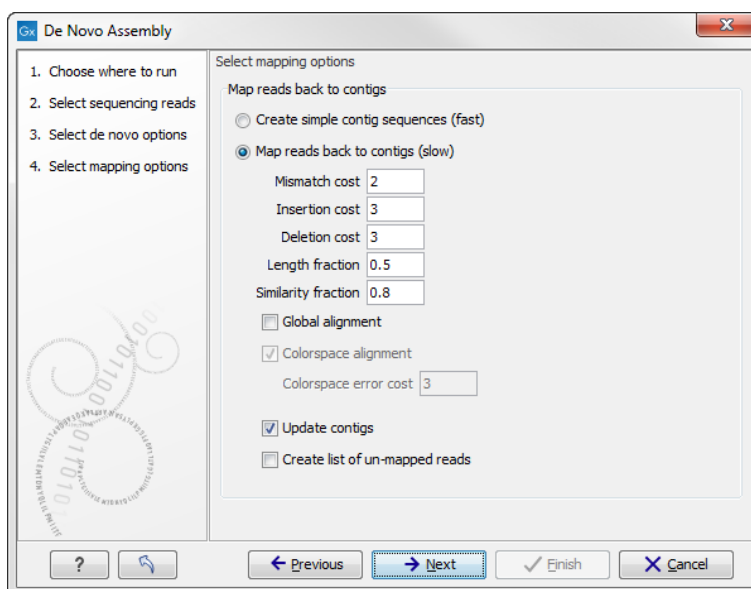 Gx De Novo Assembly
1. Choose where to run
2. Select sequencing reads
3. Select de novo options
4. Select mapping options
Select mapping options
Map reads back to contigs
Create simple contig sequences (fast)
Map reads back to contigs (slow)
Mismatch cost 2
Insertion cost 3
Deletion cost 3
Length fraction 0.5
Similarity fraction 0.8
Global alignment
Colorspace alignment
Colorspace error cost 3
Update contigs
Create list of un-mapped reads
? Previous Next Finish Cancel